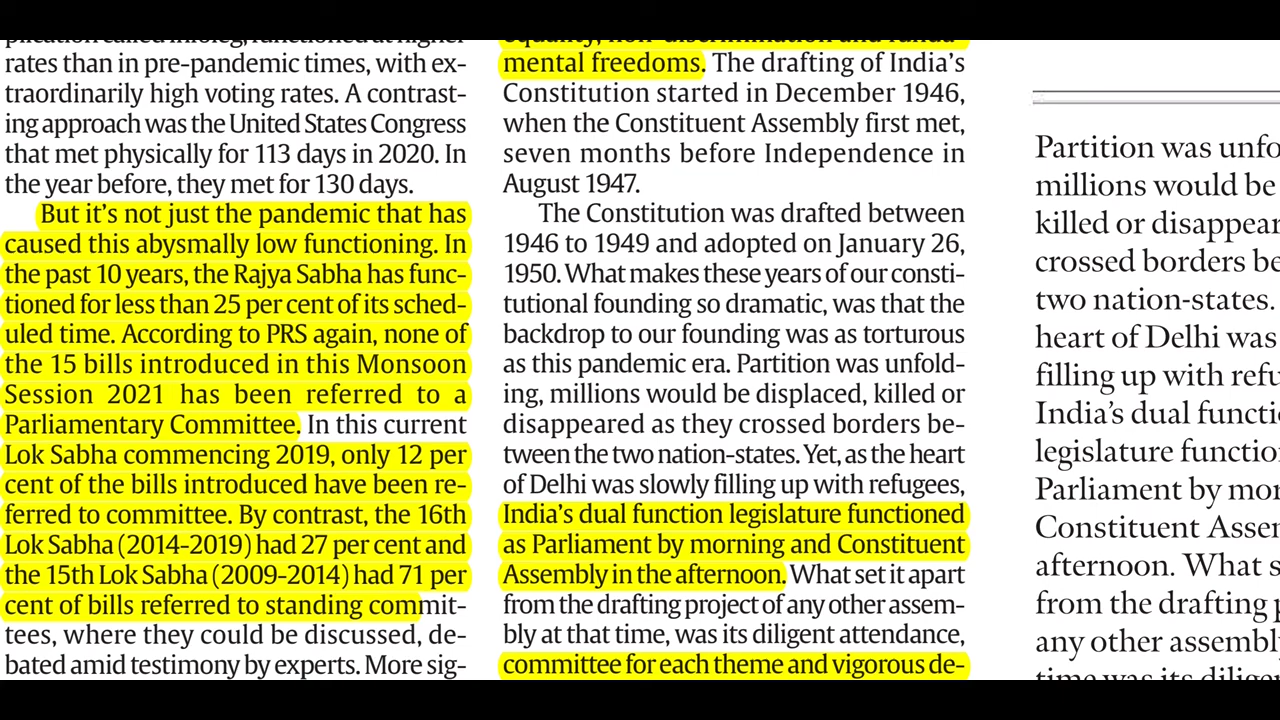 rates than in pre-pandemic times, with ex-
traordinarily high voting rates. A contrast-
ing approach was the United States Congress
that met physically for 113 days in 2020. In
the year before, they met for 130 days.
But it's not just the pandemic that has
caused this abysmally low functioning. In
the past 10 years, the Rajya Sabha has func-
tioned for less than 25 per cent of its sched-
uled time. According to PRS again, none of
the 15 bills introduced in this Monsoon
Session 2021 has been referred to a
Parliamentary Committee. In this current
Lok Sabha commencing 2019, only 12 per
cent of the bills introduced have been re-
ferred to committee. By contrast, the 16th
Lok Sabha (2014-2019) had 27 per cent and
the 15th Lok Sabha (2009-2014) had 71 per
cent of bills referred to standing commit-
tees, where they could be discussed, de-
bated amid testimony by experts. More sig-
mental freedoms. The drafting of India's
Constitution started in December 1946,
when the Constituent Assembly first met,
seven months before Independence in
August 1947.
The Constitution was drafted between
1946 to 1949 and adopted on January 26,
1950. What makes these years of our consti-
tutional founding so dramatic, was that the
backdrop to our founding was as torturous
as this pandemic era. Partition was unfold-
ing, millions would be displaced, killed or
disappeared as they crossed borders be-
tween the two nation-states. Yet, as the heart
of Delhi was slowly filling up with refugees,
India's dual function legislature functioned
as Parliament by morning and Constituent
Assembly in the afternoon. What set it apart
from the drafting project of any other assem-
bly at that time, was its diligent attendance,
committee for each theme and vigorous de-
Partition was unfo
millions would be
killed or disappear
crossed borders be
two nation-states.
heart of Delhi was
filling up with refu
India's dual functi
legislature functio
Parliament by mor
Constituent Asse
afternoon. What s
from the drafting
any other assembly
time was its dilige